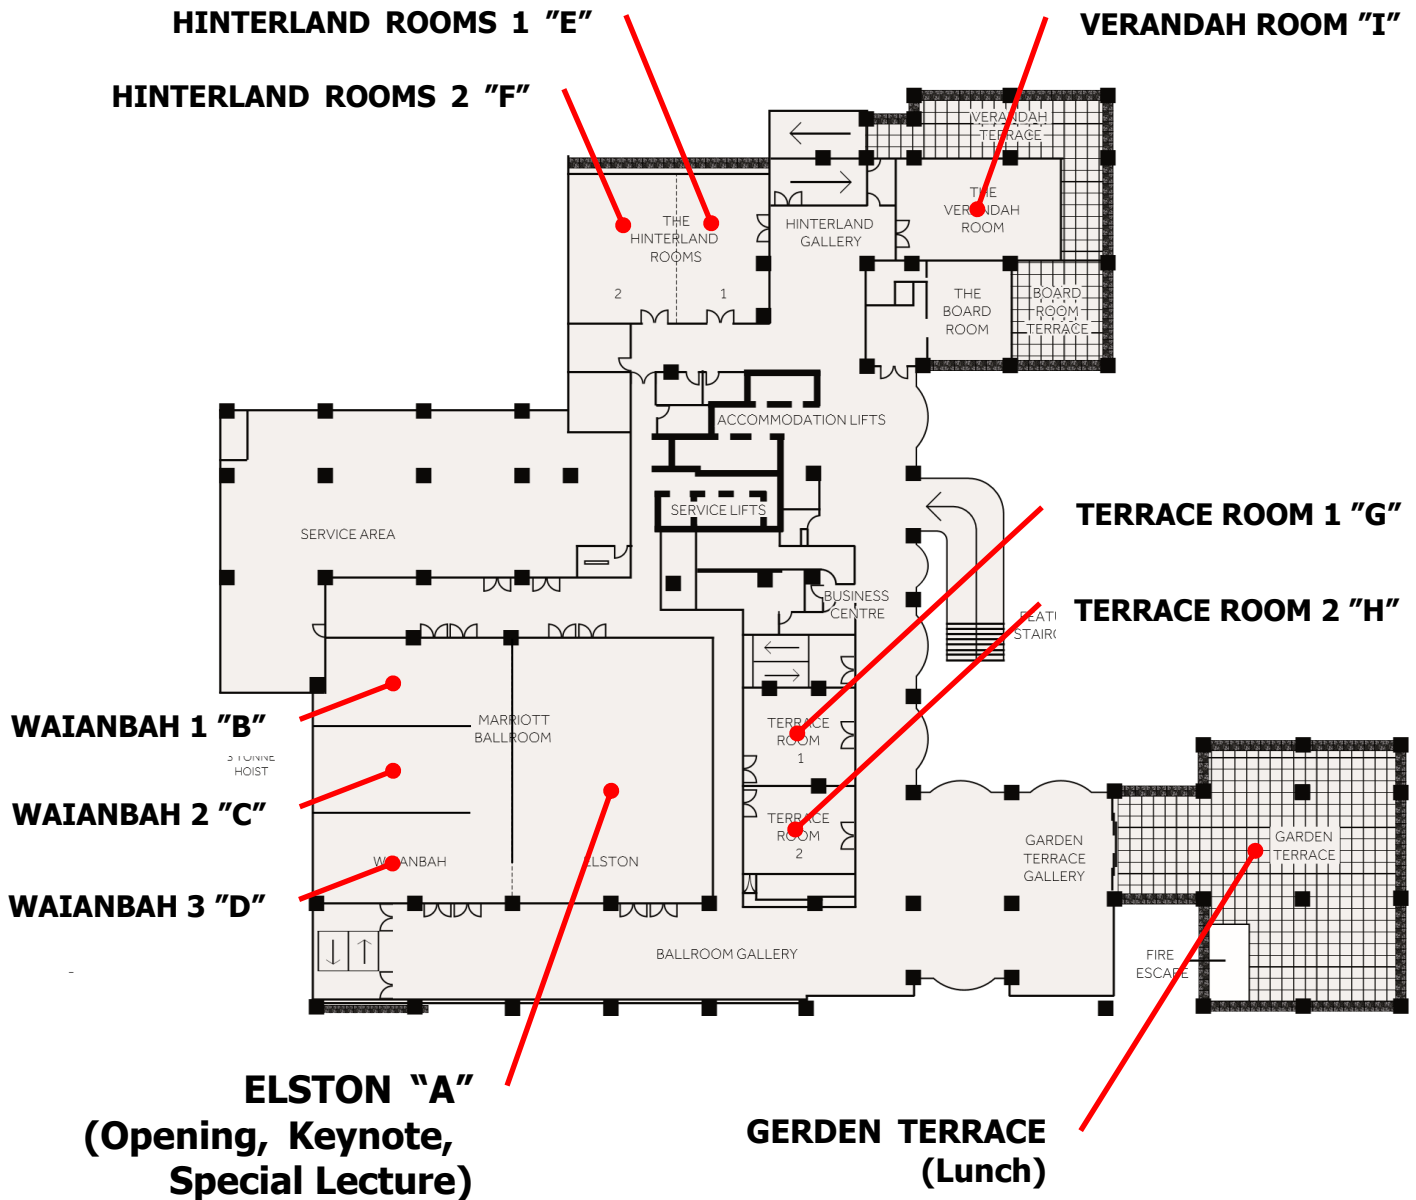 HINTERLAND ROOMS 1 ”E”
VERANDAH ROOM ”I”
HINTERLAND ROOMS 2 ”F”
VERANDAH
TERRACE
THE
VERANDAH
ROOM
THE
HINTERLAND
ROOMS
2
1
HINTERLAND
GALLERY
THE
BOARD
ROOM
BOARD
ROOM
TERRACE
ACCOMMODATION LIFTS
SERVICE LIFTS
SERVICE AREA
TERRACE ROOM 1 ”G”
BUSINESS
CENTRE
TERRACE ROOM 2 ”H”
WAIANBAH 1 ”B”
MARRIOTT
BALLROOM
TERRACE
ROOM
1
HOIST
WAIANBAH 2 ”C”
TERRACE
ROOM
2
WAIANBAH
ELSTON
GARDEN
TERRACE
GALLERY
GARDEN
TERRACE
WAIANBAH 3 ”D”
BALLROOM GALLERY
FIRE
ESCAPE
ELSTON “A”
(Opening, Keynote,
Special Lecture)
GERDEN TERRACE
(Lunch)